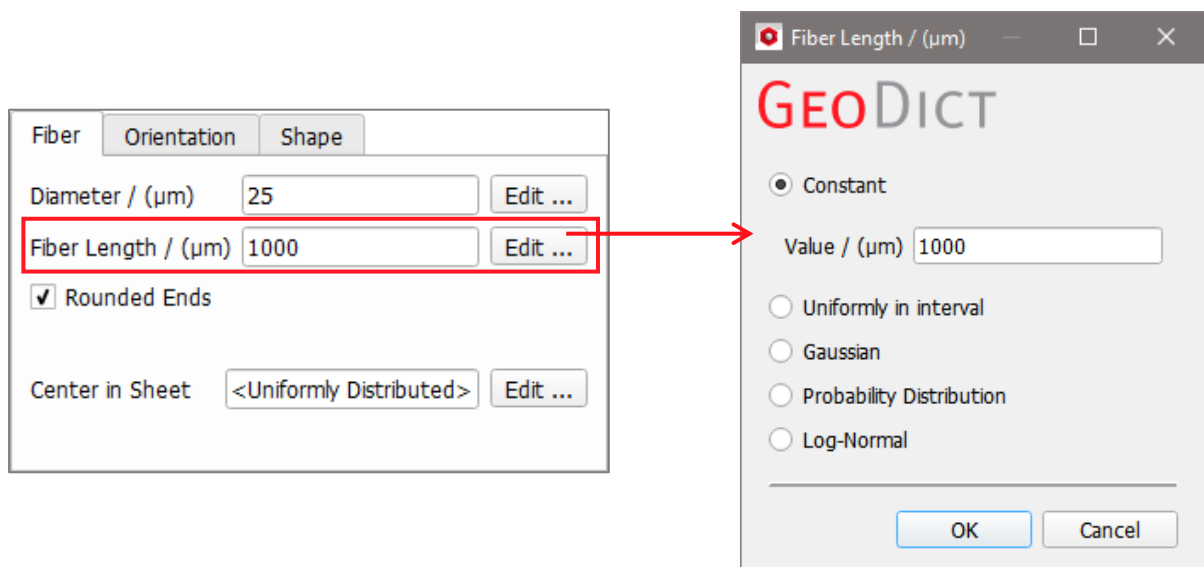 Fiber Orientation Shape
Diameter / (µm) 25 Edit ...
Fiber Length / (µm) 1000 Edit ...
Rounded Ends
Center in Sheet <Uniformly Distributed> Edit ...
Fiber Length / (µm)
GEODICT
Constant
Value / (µm) 1000
Uniformly in interval
Gaussian
Probability Distribution
Log-Normal
OK Cancel